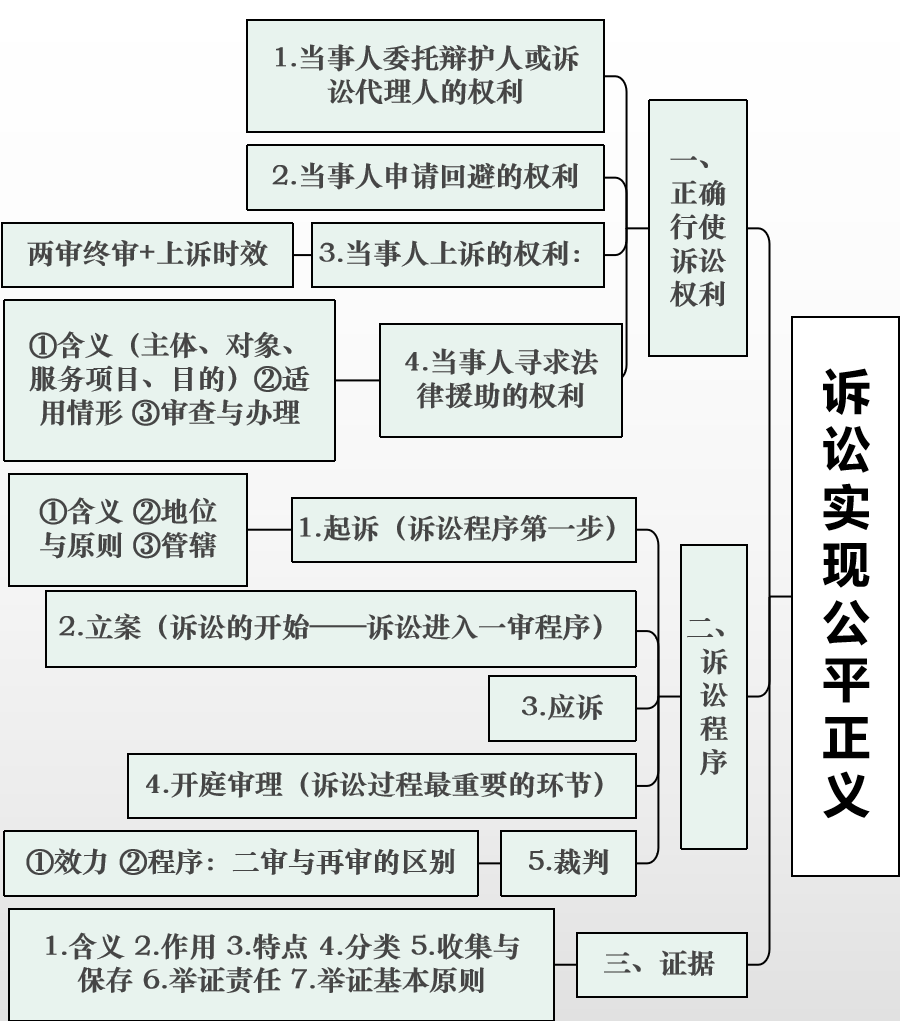 诉讼实现公平正义
一、
正确
行使
诉讼
权利
1.当事人委托辩护人或诉
讼代理人的权利
2.当事人申请回避的权利
3.当事人上诉的权利：
两审终审+上诉时效
4.当事人寻求法
律援助的权利
①含义（主体、对象、
服务项目、目的）②适
用情形 ③审查与办理
二、
诉
讼
程
序
1.起诉（诉讼程序第一步）
①含义 ②地位
与原则 ③管辖
2.立案（诉讼的开始——诉讼进入一审程序）
3.应诉
4.开庭审理（诉讼过程最重要的环节）
5.裁判
①效力 ②程序：二审与再审的区别
三、证据
1.含义 2.作用 3.特点 4.分类 5.收集与
保存 6.举证责任 7.举证基本原则